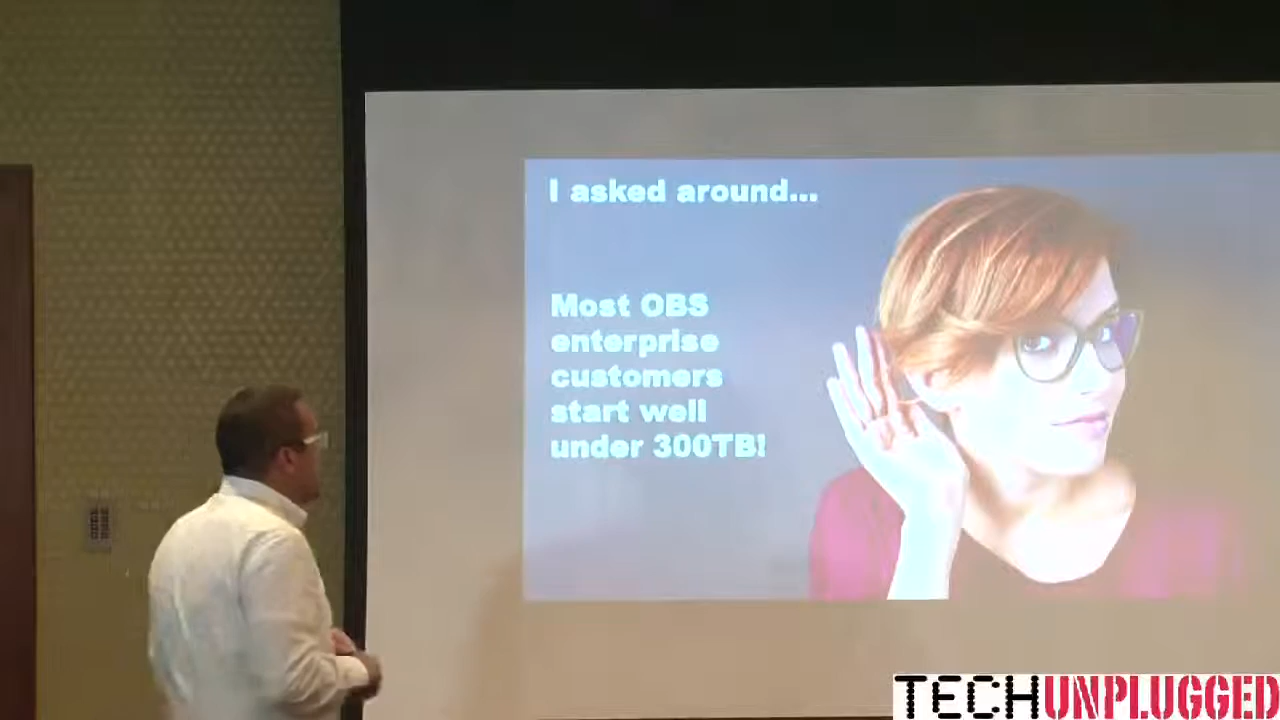 I asked around...
Most OBS
enterprise
customers
start well
under 300TB!
TECHUNPLUGGED